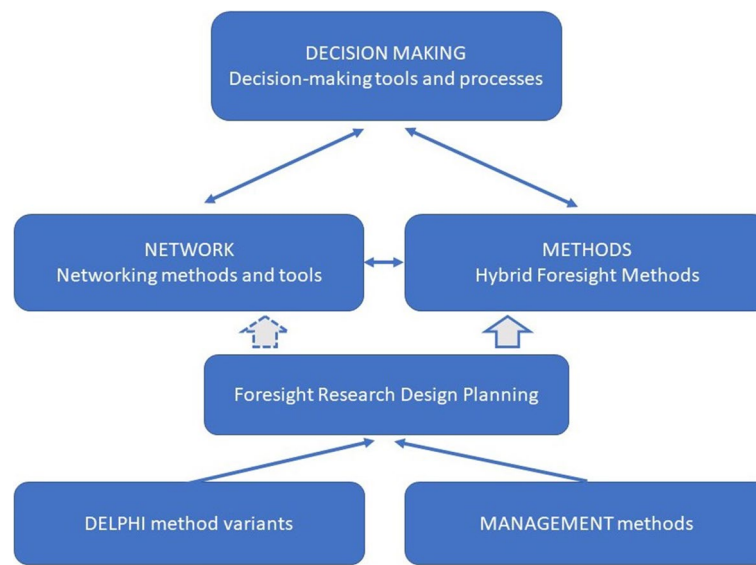 DECISION MAKING
Decision-making tools and processes
NETWORK
Networking methods and tools
METHODS
Hybrid Foresight Methods
Foresight Research Design Planning
DELPHI method variants
MANAGEMENT methods